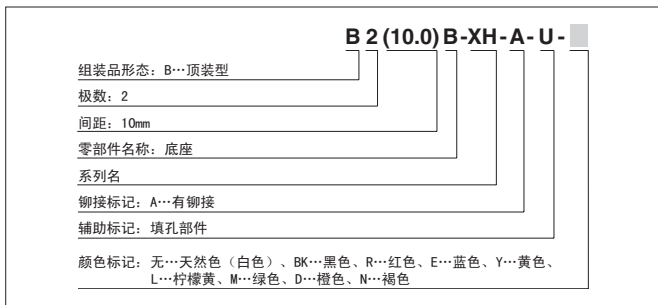 B 2 (10.0) B-XH-A-U-
组装品形态：B…顶装型
极数：2
间距：10mm
零部件名称：底座
系列名
铆接标记：A…有铆接
辅助标记：填孔部件
颜色标记：无…天然色（白色）、BK…黑色、R…红色、E…蓝色、Y…黄色、
L…柠檬黄、M…绿色、D…橙色、N…褐色